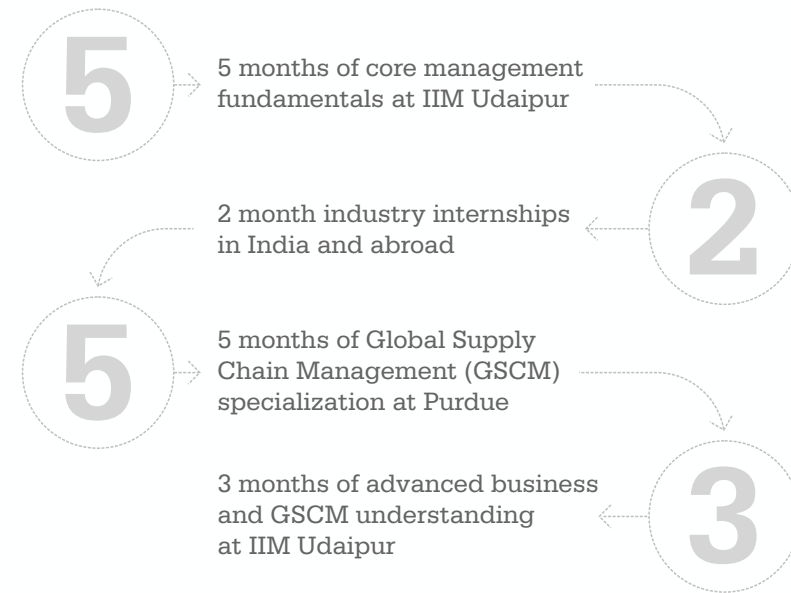 5
5 months of core management
fundamentals at IIM Udaipur
2
2 month industry internships
in India and abroad
5
5 months of Global Supply
Chain Management (GSCM)
specialization at Purdue
3
3 months of advanced business
and GSCM understanding
at IIM Udaipur